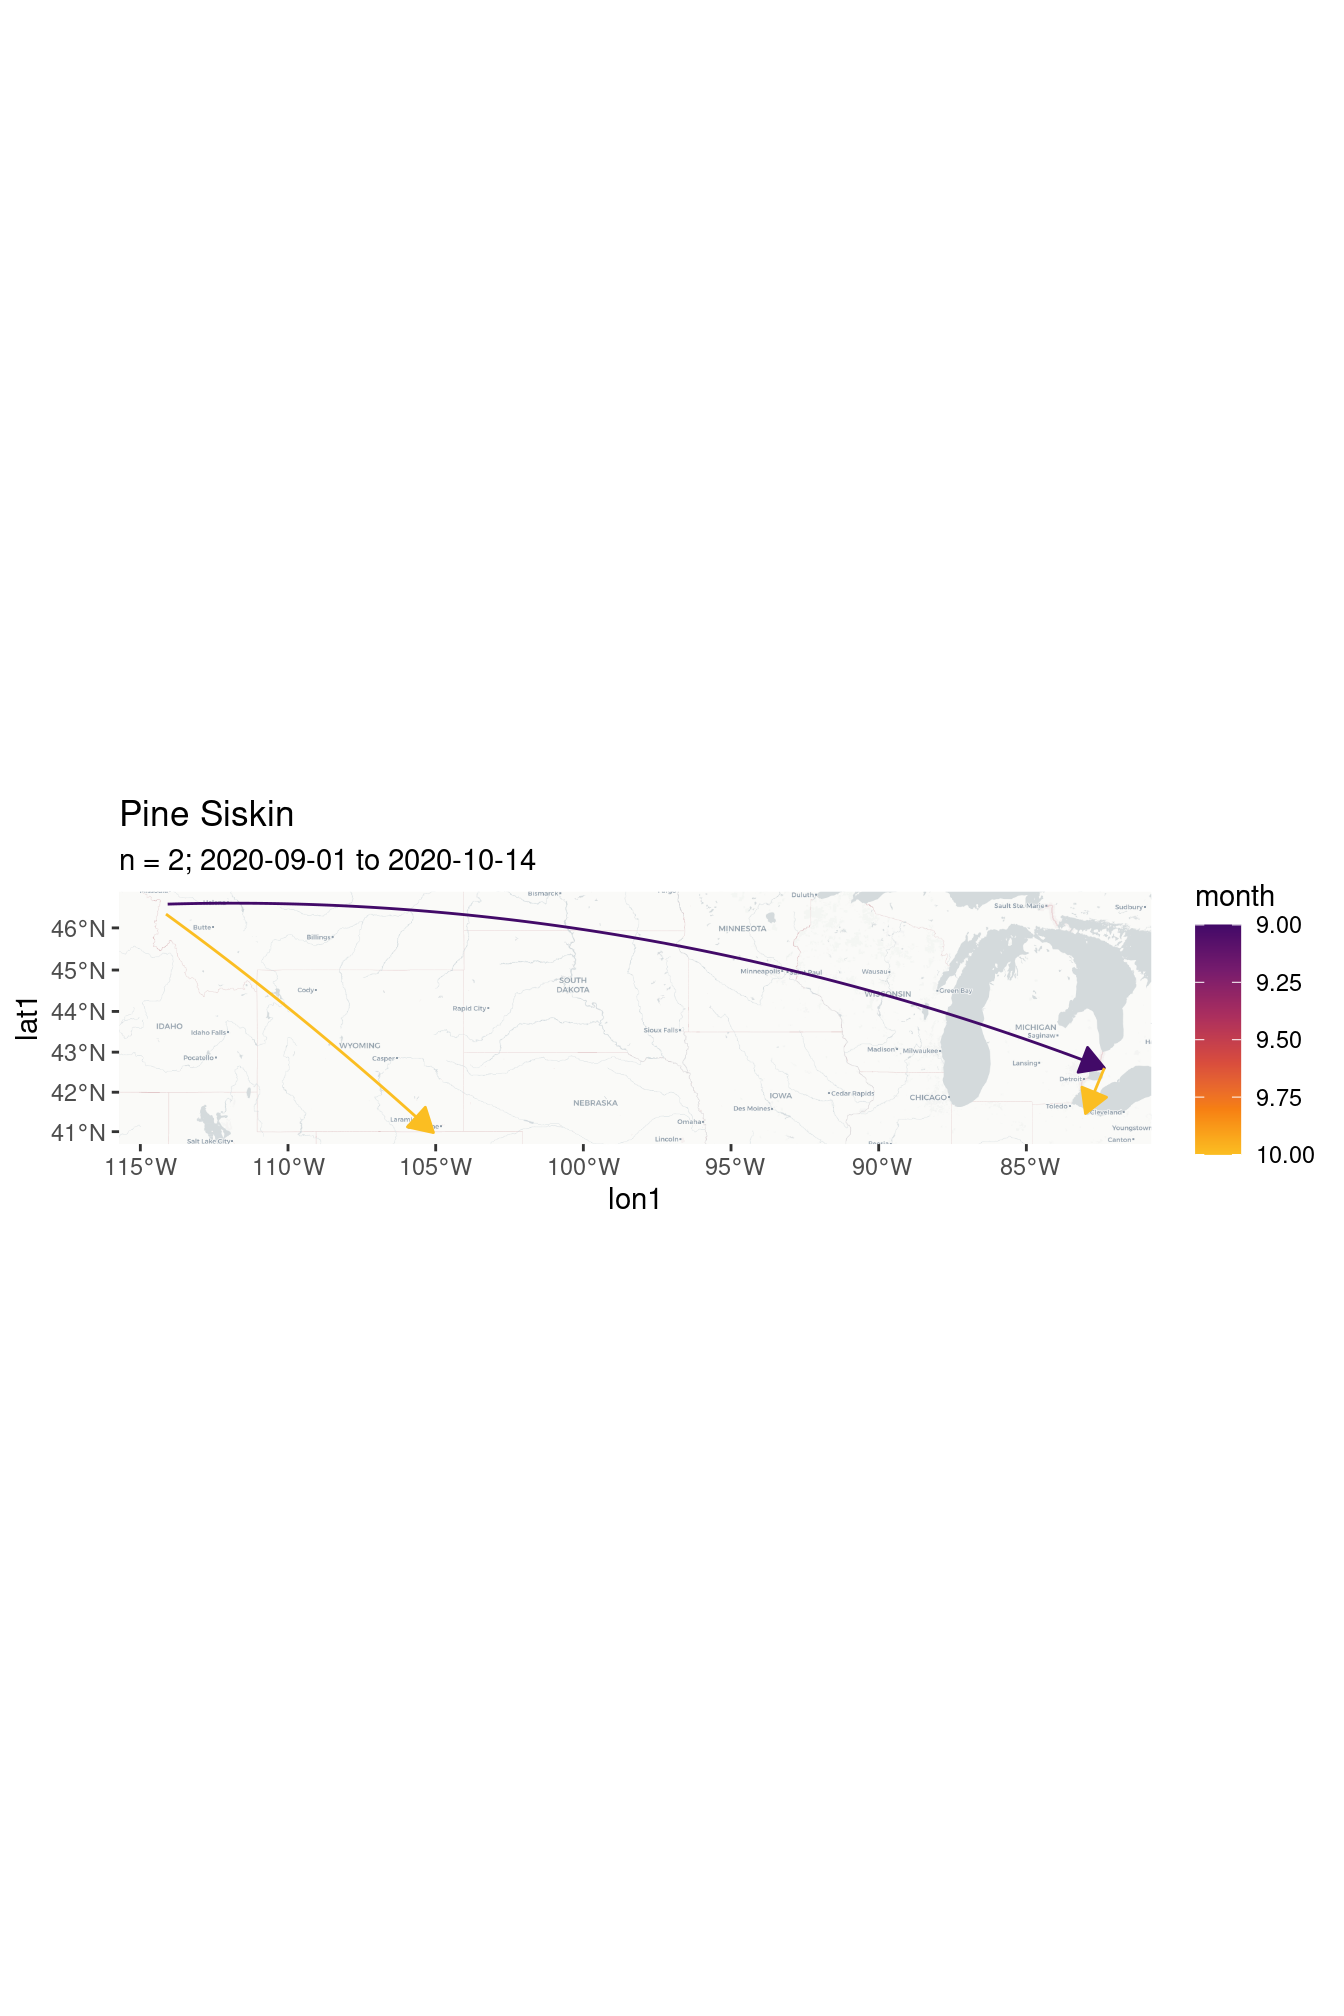 Pine Siskin
n = 2; 2020-09-01 to 2020-10-14
month
9.00
9.25
9.50
9.75
10.00
lat1
46°N
45°N
44°N
43°N
42°N
41°N
115°W
110°W
105°W
100°W
95°W
90°W
85°W
lon1
Bismarck
Duluth
Sault Ste. Marie
Sudbury
Butte
Billings
MINNESOTA
Minneapolis
Wausau
Green Bay
WISCONSIN
SOUTH
DAKOTA
Cody
Rapid City
Sioux Falls
IDAHO
Idaho Falls
Pocatello
WYOMING
Casper
MICHIGAN
Saginaw
Madison
Milwaukee
Lansing
Detroit
IOWA
Cedar Rapids
CHICAGO
NEBRASKA
Des Moines
Toledo
Cleveland
Omaha
Youngstown
Canton
Lincoln
Salt Lake City